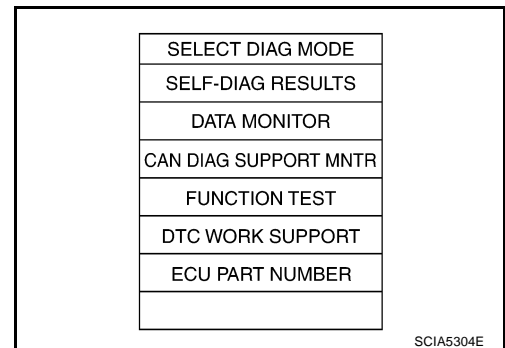 SELECT DIAG MODE
SELF-DIAG RESULTS
DATA MONITOR
CAN DIAG SUPPORT MNTR
FUNCTION TEST
DTC WORK SUPPORT
ECU PART NUMBER
SCIA5304E